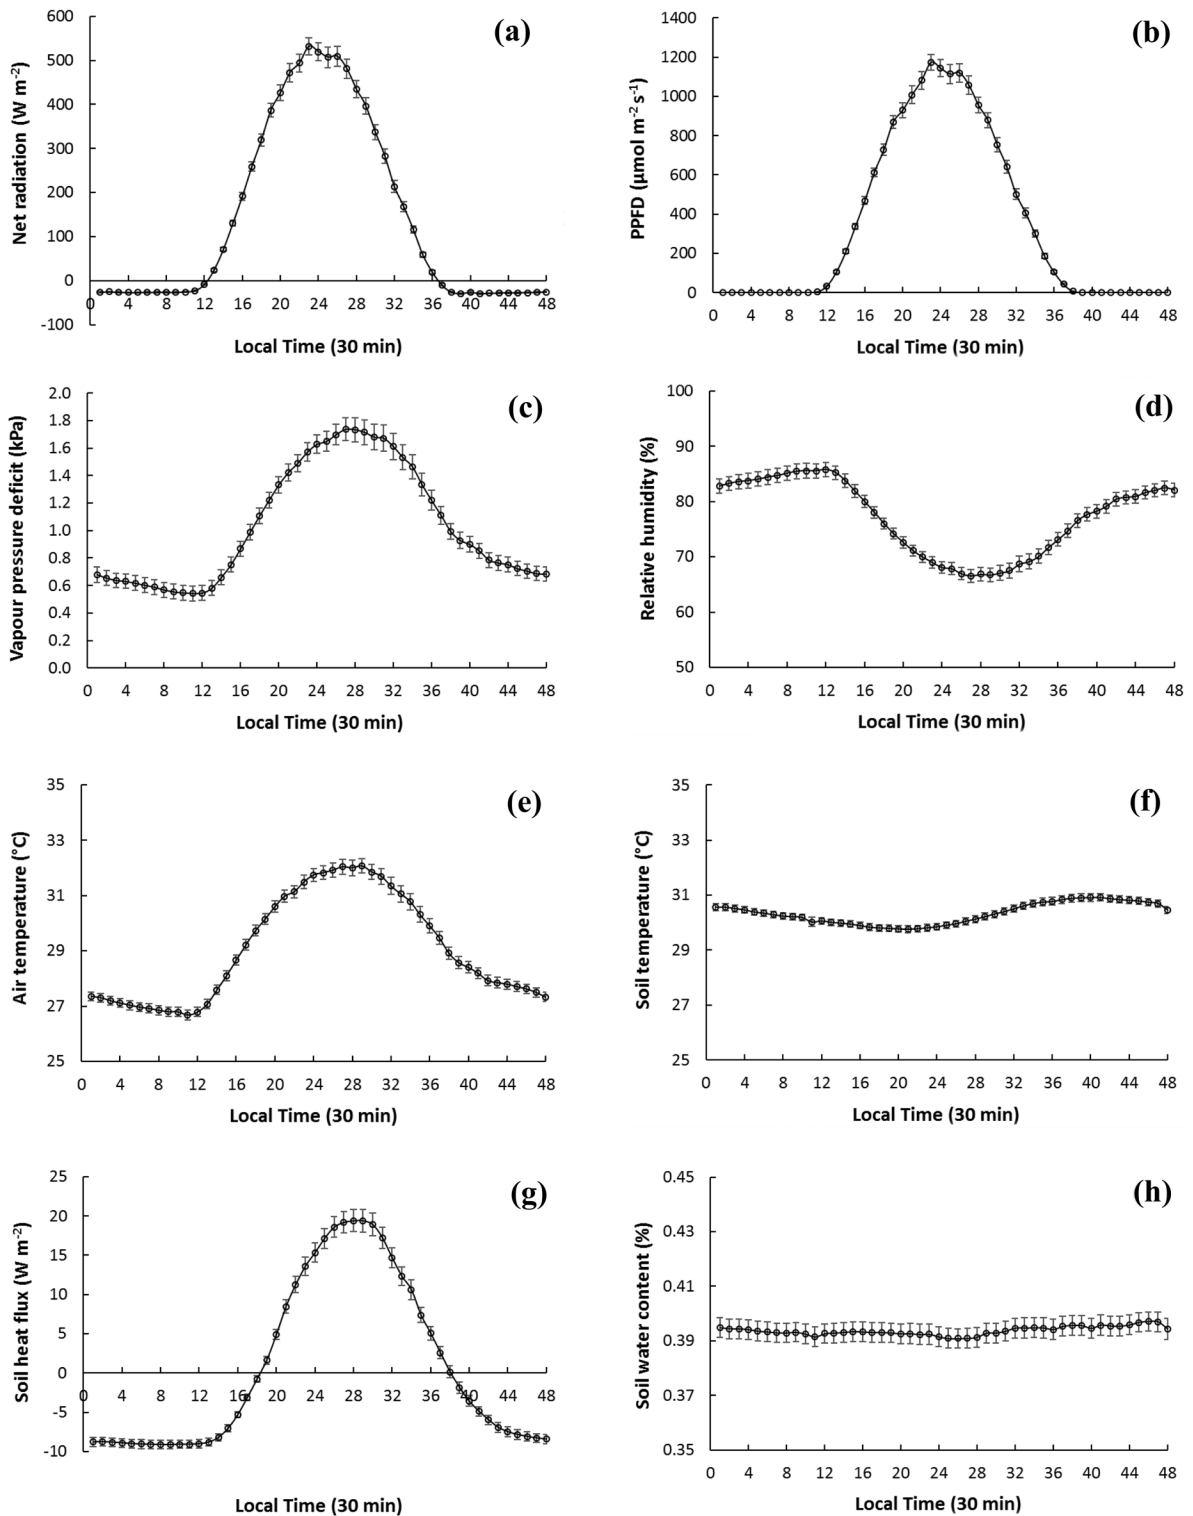 (a)
Net radiation (W m⁻²)
600
500
400
300
200
100
0
-100
0 4 8 12 16 20 24 28 32 36 40 44 48
Local Time (30 min)
(b)
PPFD (µmol m⁻² s⁻¹)
1400
1200
1000
800
600
400
200
0
0 4 8 12 16 20 24 28 32 36 40 44 48
Local Time (30 min)
(c)
Vapour pressure deficit (kPa)
2.0
1.8
1.6
1.4
1.2
1.0
0.8
0.6
0.4
0.2
0.0
0 4 8 12 16 20 24 28 32 36 40 44 48
Local Time (30 min)
(d)
Relative humidity (%)
100
90
80
70
60
50
0 4 8 12 16 20 24 28 32 36 40 44 48
Local Time (30 min)
(e)
Air temperature (°C)
35
33
31
29
27
25
0 4 8 12 16 20 24 28 32 36 40 44 48
Local Time (30 min)
(f)
Soil temperature (°C)
35
33
31
29
27
25
0 4 8 12 16 20 24 28 32 36 40 44 48
Local Time (30 min)
(g)
Soil heat flux (W m⁻²)
25
20
15
10
5
0
-5
-10
0 4 8 12 16 20 24 28 32 36 40 44 48
Local Time (30 min)
(h)
Soil water content (%)
0.45
0.43
0.41
0.39
0.37
0.35
0 4 8 12 16 20 24 28 32 36 40 44 48
Local Time (30 min)